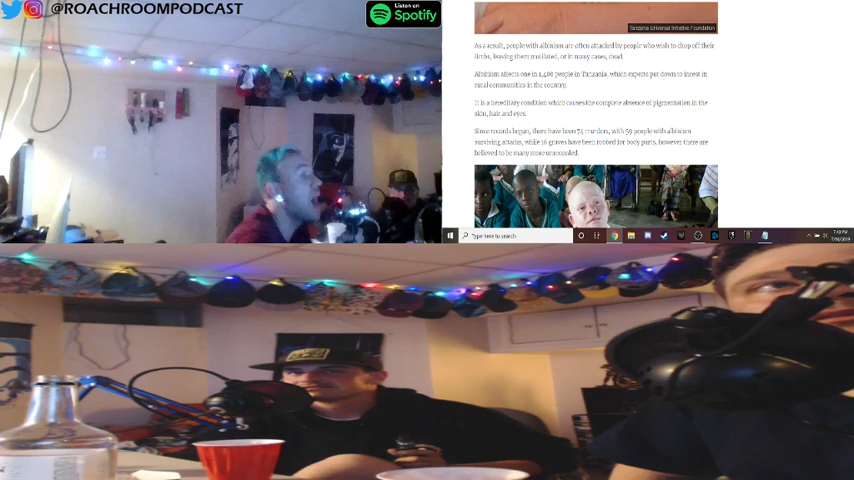 @ROACHROOMPODCAST
Listen on
Spotify
Tanzania Universal Initiative Foundation
As a result, people with albinism are often attacked by people who wish to chop off their
limbs, leaving them mutilated, or in many cases, dead.
Albinism affects one in 1,400 people in Tanzania, which experts put down to incest in
rural communities in the country.
It is a hereditary condition which causes the complete absence of pigmentation in the
skin, hair and eyes.
Since records began, there have been 74 murders, with 59 people with albinism
surviving attacks, while 16 graves have been robbed for body parts, however there are
believed to be many more unrecorded.
Type here to search